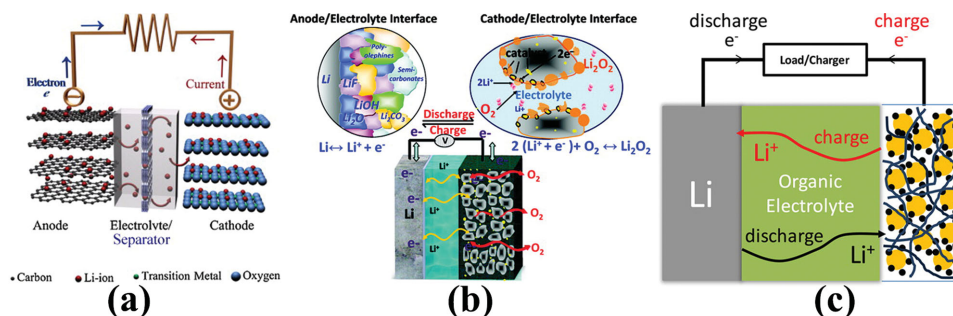 Electron
e⁻
Current
Anode
Electrolyte/
Separator
Cathode
Carbon
Li-ion
Transition Metal
Oxygen
(a)
Anode/Electrolyte Interface
Cathode/Electrolyte Interface
Li
Poly-
olephines
Semi-
carbonates
LiF
LiOH
Li₂O
Li₂CO₃
catalyst
2e⁻
Li₂O₂
2Li⁺
Electrolyte
O₂
Li⁺
Discharge
Charge
Li ↔ Li⁺ + e⁻
2 (Li⁺ + e⁻) + O₂ ↔ Li₂O₂
e⁻
V
e⁻
Li⁺
e⁻
O₂
e⁻
Li
Li⁺
O₂
e⁻
Li⁺
O₂
(b)
discharge
e⁻
charge
e⁻
Load/Charger
charge
Li⁺
Li
Organic
Electrolyte
discharge
Li⁺
(c)